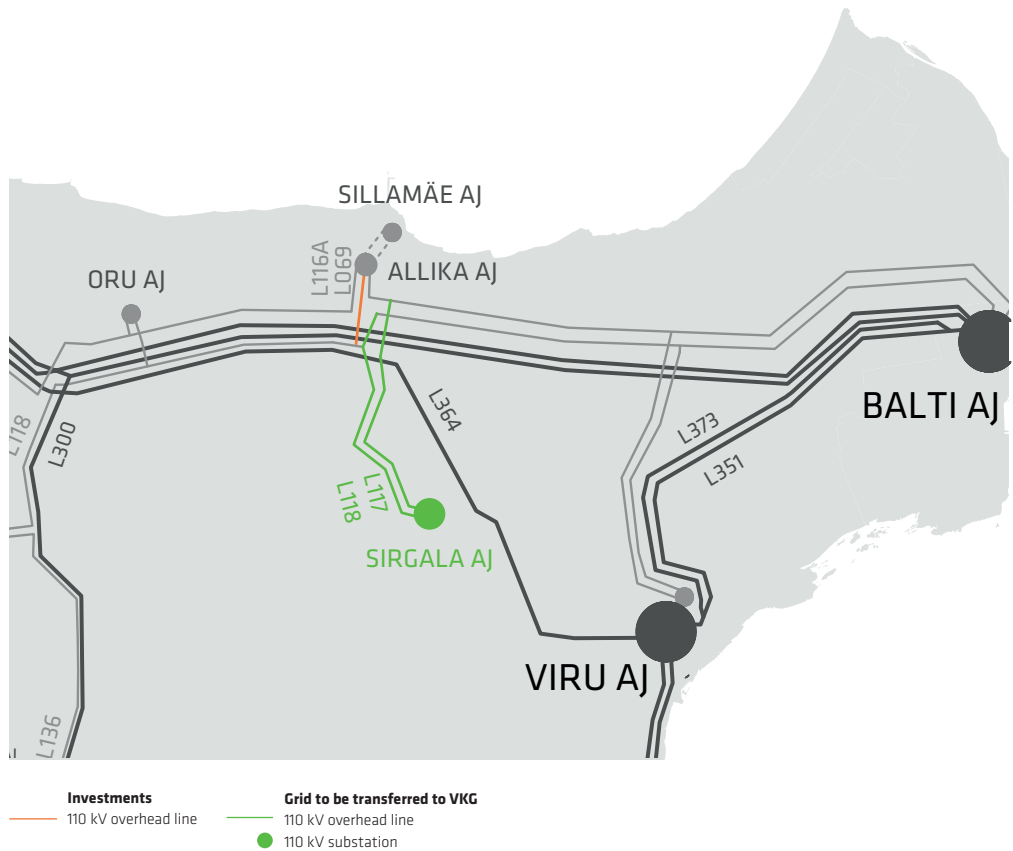 SILLAMÄE AJ
L116A
L069
ALLIKA AJ
ORU AJ
BALTI AJ
L364
L373
L351
L118
L300
L117
L118
SIRGALA AJ
VIRU AJ
L136
Investments
110 kV overhead line
Grid to be transferred to VKG
110 kV overhead line
110 kV substation